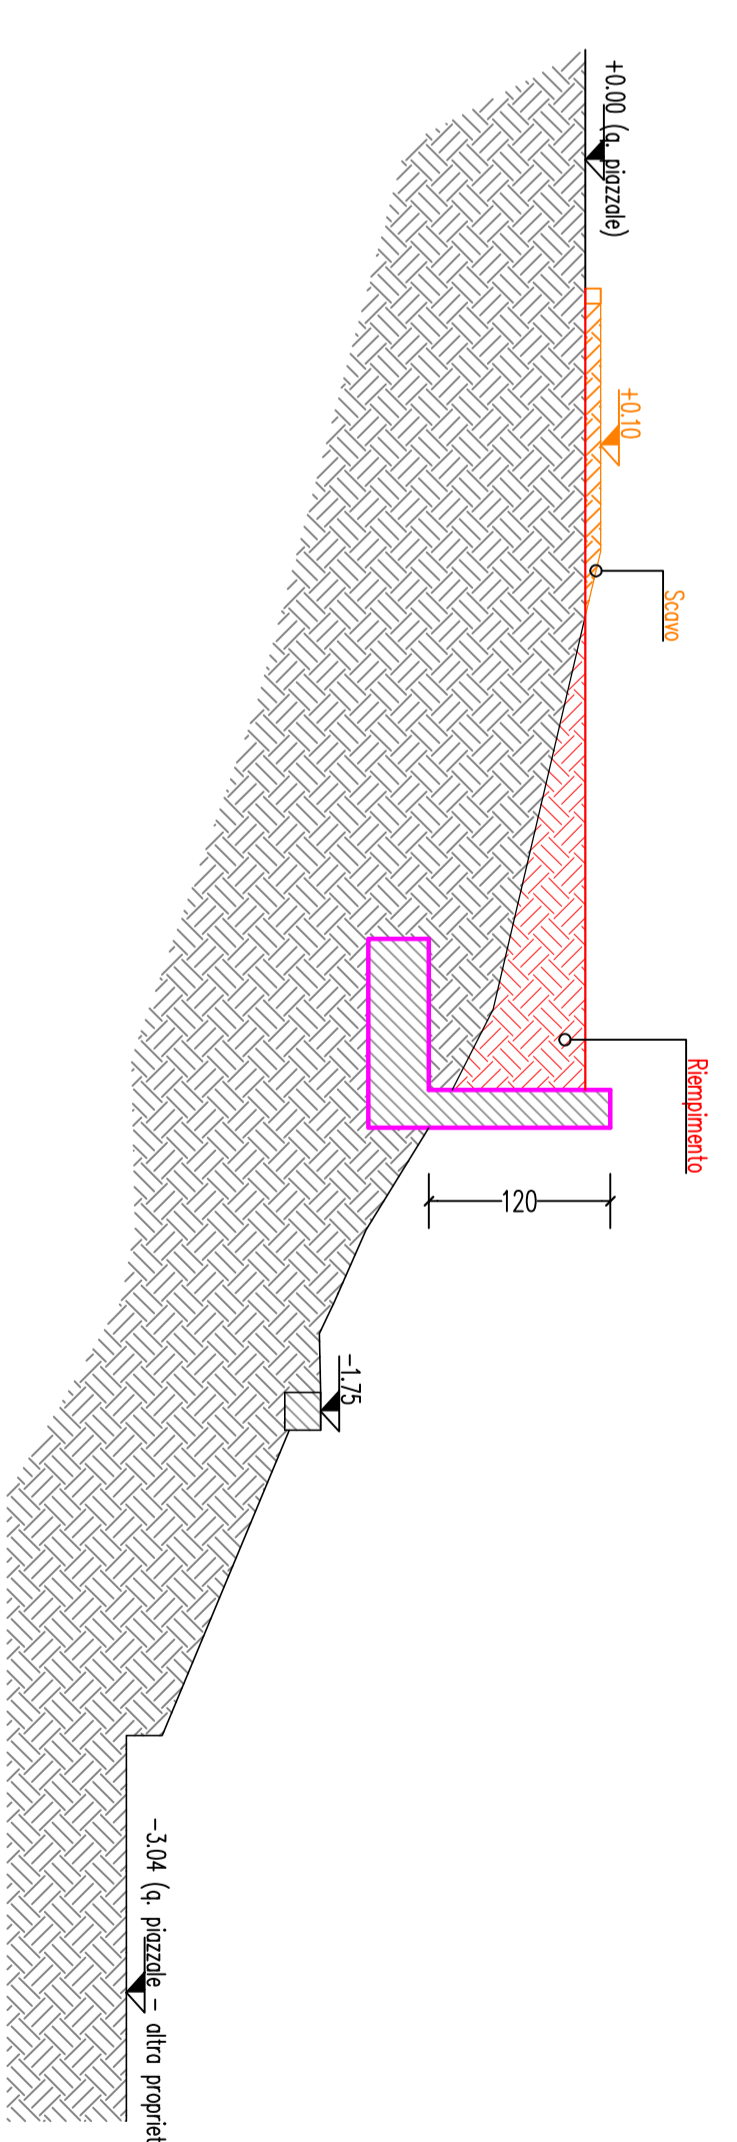 +0.00 (q. piazzale)
+0.10
Scavo
Riempimento
120
-1.75
-3.04 (q. piazzale - altra propriet